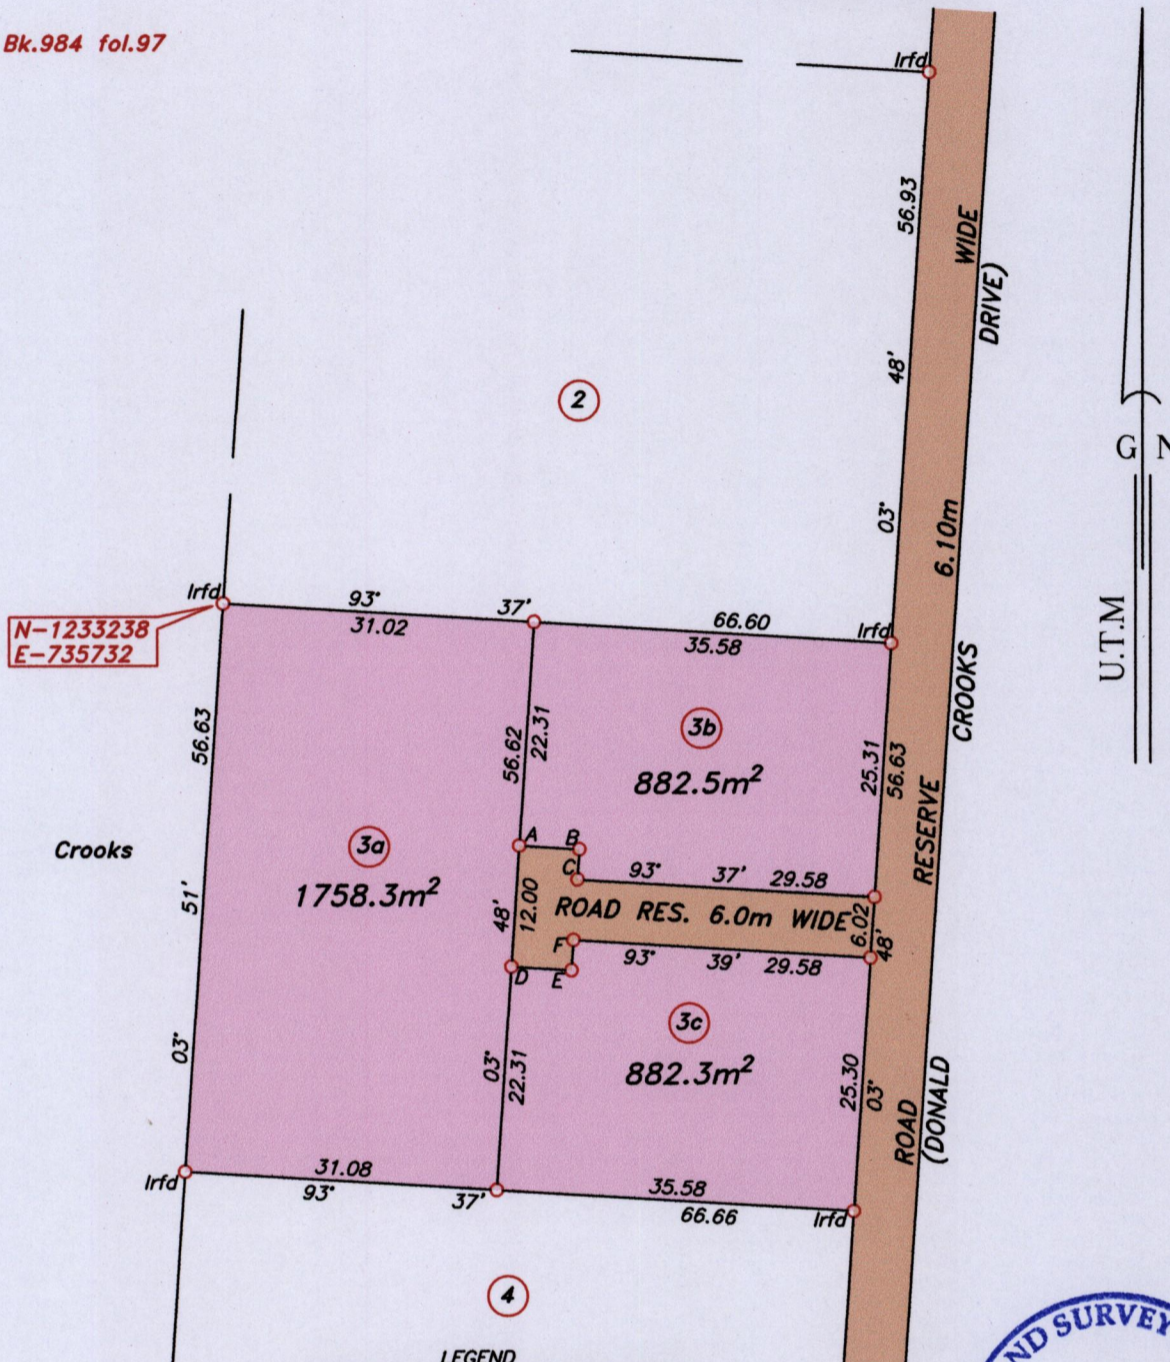 Bk.984 fol.97
Irfd
56.93
WIDE
DRIVE)
48'
2
G N
03°
6.10m
U.T.M
Irfd
93° 37'
31.02
66.60
35.58
Irfd
N-1233238
E-735732
CROOKS
56.63
56.62
22.31
3b
882.5m²
25.31
56.63
RESERVE
Crooks
3a
1758.3m²
51'
A
B
C
93° 37' 29.58
48'
12.00
ROAD RES. 6.0m WIDE
6.02
48'
F
93° 39' 29.58
D
E
3c
882.3m²
03°
03°
22.31
25.30
03°
ROAD
(DONALD
Irfd
31.08
93° 37'
35.58
66.66
Irfd
4
LEGEND
ND SURVEY